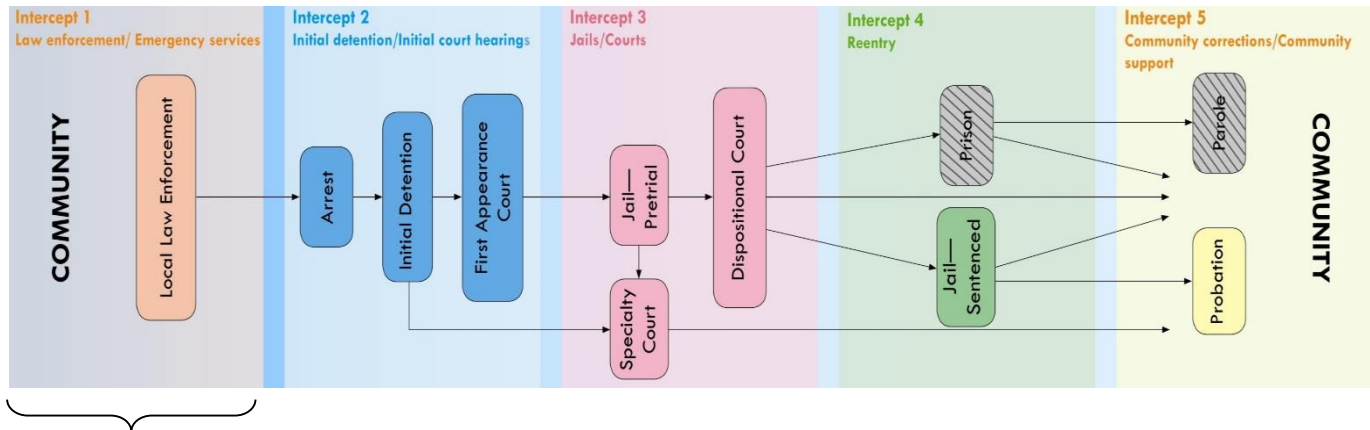 Intercept 1
Law enforcement/ Emergency services
COMMUNITY
Local Law Enforcement
Intercept 2
Initial detention/Initial court hearings
Arrest
Initial Detention
First Appearance
Court
Intercept 3
Jails/Courts
Jail—
Pretrial
Specialty
Court
Dispositional Court
Intercept 4
Reentry
Prison
Jail—
Sentenced
Intercept 5
Community corrections/Community
support
Parole
Probation
COMMUNITY